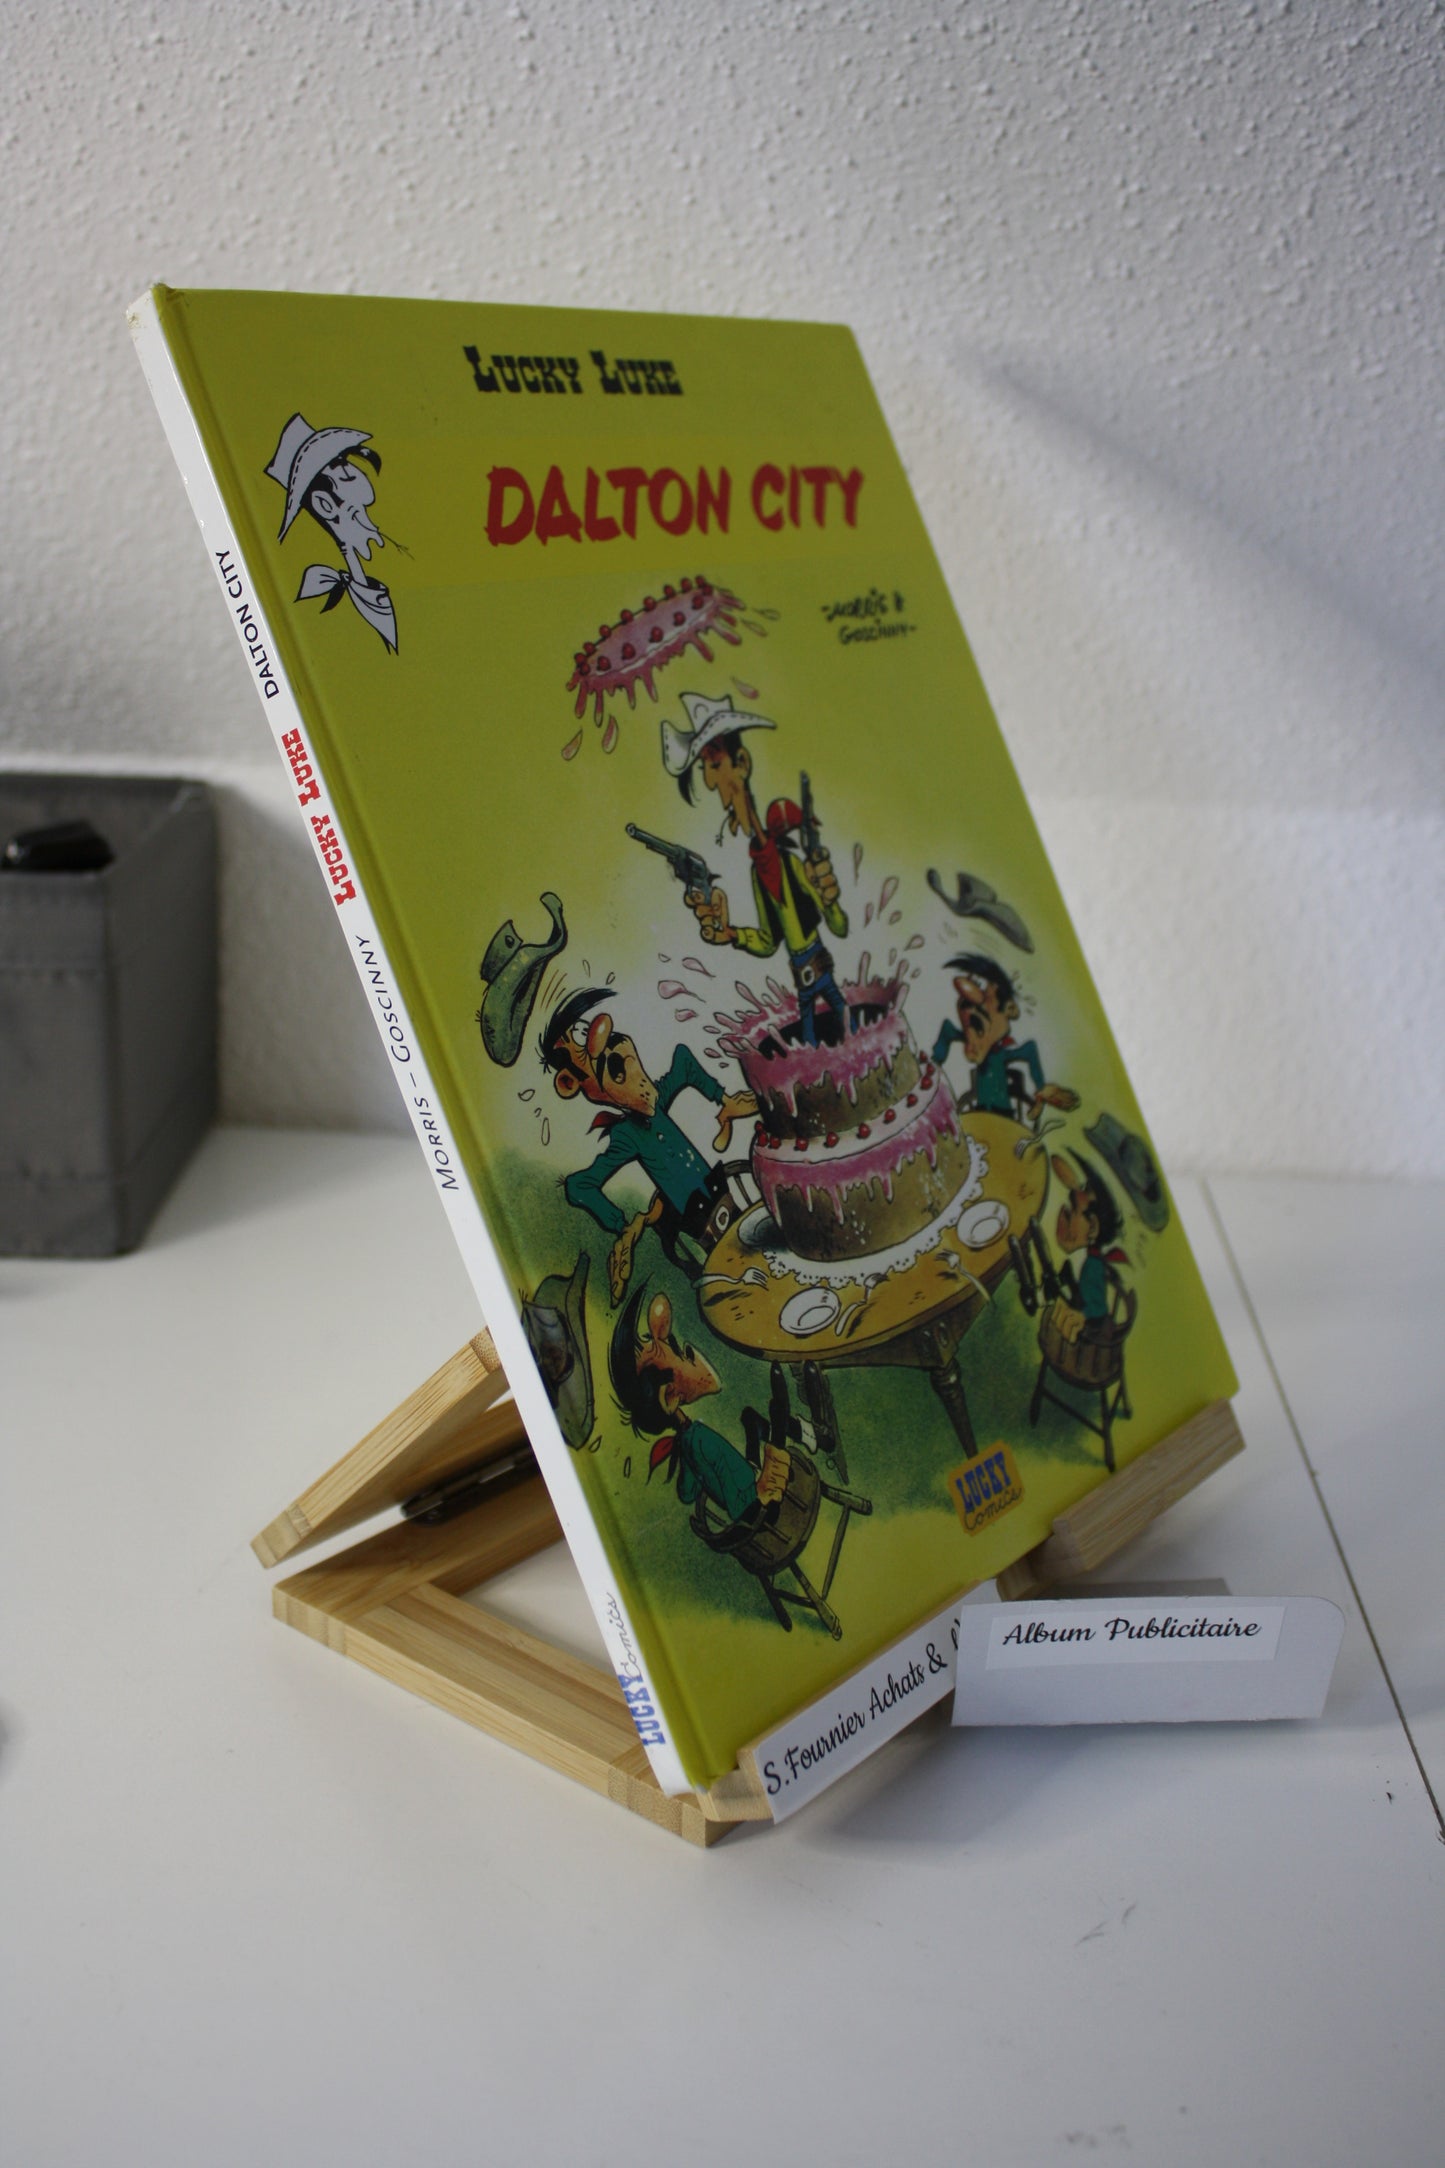 LUCKY LUKE
DALTON CITY
-MORRIS &
GOSCINNY-
DALTON CITY
LUCKY LUKE
MORRIS – GOSCINNY
LUCKY
Comics
LUCKY
Comics
S.Fournier Achats &
Album Publicitaire